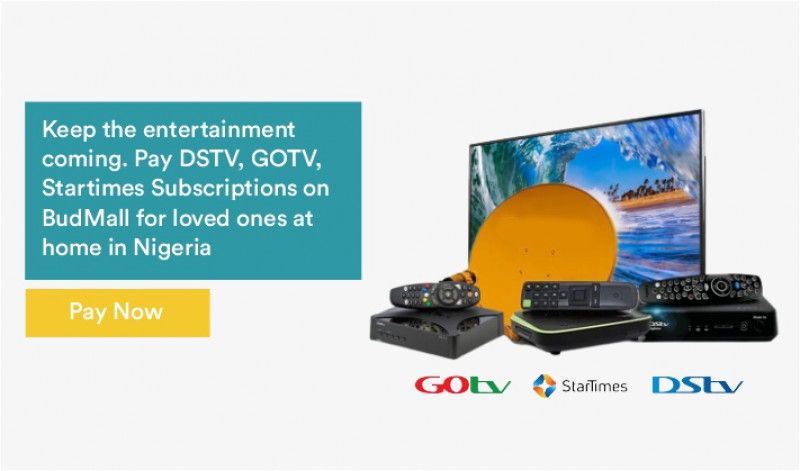 Keep the entertainment
coming. Pay DSTV, GOTV,
Startimes Subscriptions on
BudMall for loved ones at
home in Nigeria
Pay Now
DStv
GOtv StarTimes DStv